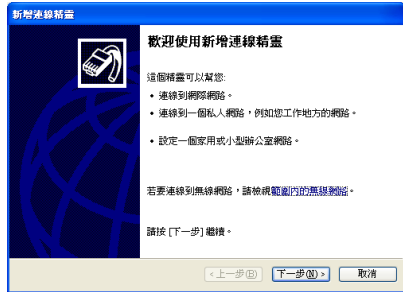 新增連線精靈
歡迎使用新增連線精靈
這個精靈可以幫您:
• 連線到網際網路。
• 連線到一個私人網路，例如您工作地方的網路。
• 設定一個家用或小型辦公室網路。
若要連線到無線網路，請檢視範圍內的無線網路。
請按 [下一步] 繼續。
<上一步(B) 下一步(N)> 取消